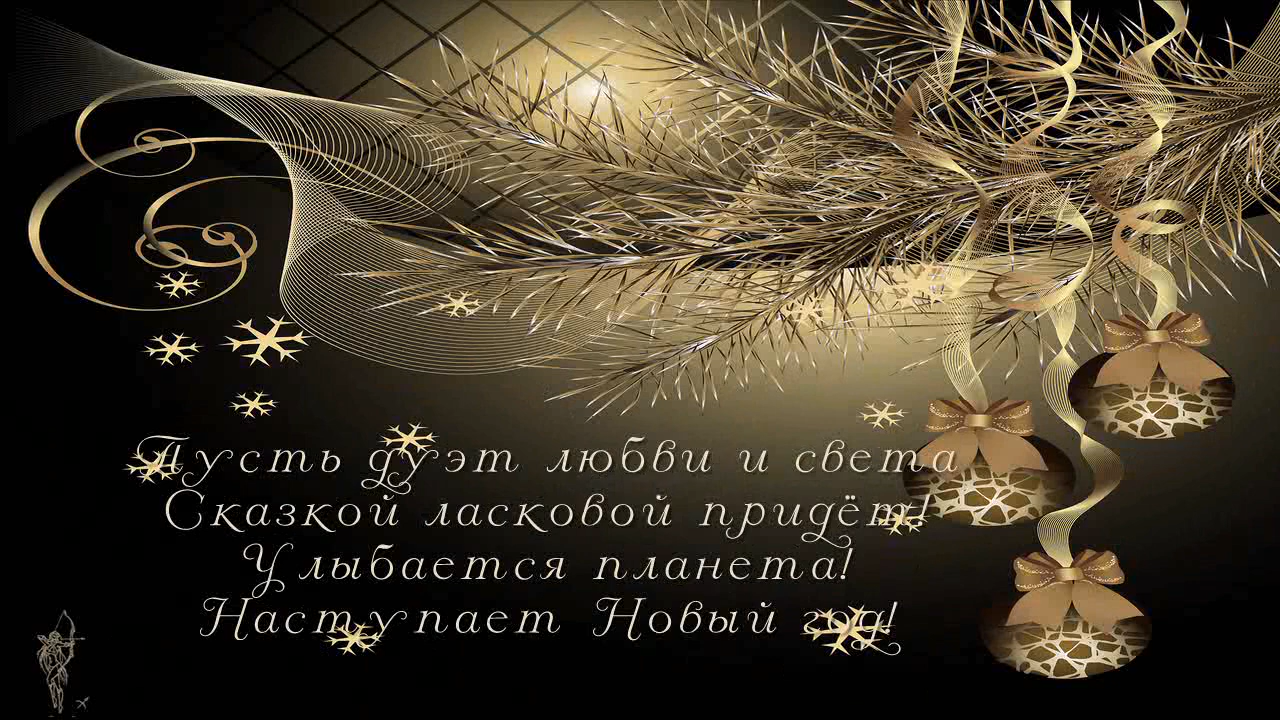 Пусть дуэт любви и света
Сказкой ласковой придёт!
Улыбается планета!
Наступает Новый год!